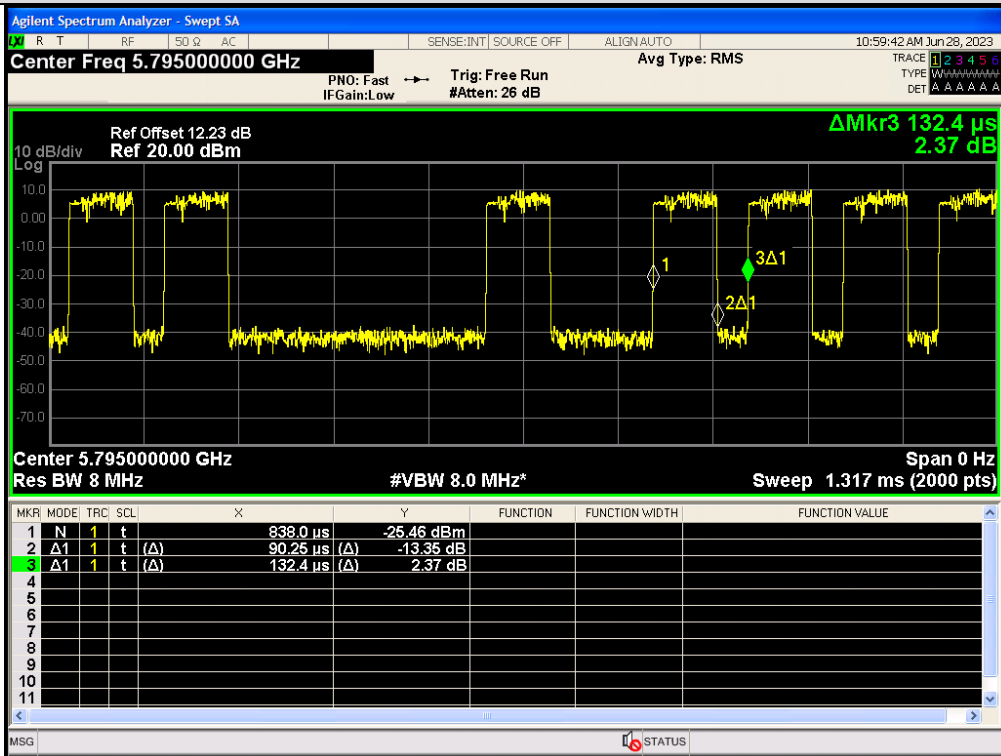 Agilent Spectrum Analyzer - Swept SA
LXI R T RF 50 Ω AC SENSE:INT SOURCE OFF ALIGN AUTO 10:59:42 AM Jun 28, 2023
Center Freq 5.795000000 GHz Avg Type: RMS TRACE 1 2 3 4 5 6
PNO: Fast Trig: Free Run TYPE WWWWWW
IFGain:Low #Atten: 26 dB DET A A A A A A
ΔMkr3 132.4 µs
Ref Offset 12.23 dB
10 dB/div Ref 20.00 dBm 2.37 dB
Log
10.0
0.00
-10.0
-20.0
-30.0
-40.0
-50.0
-60.0
-70.0
1
3Δ1
2Δ1
Center 5.795000000 GHz Span 0 Hz
Res BW 8 MHz #VBW 8.0 MHz* Sweep 1.317 ms (2000 pts)
MKR MODE TRC SCL X Y FUNCTION FUNCTION WIDTH FUNCTION VALUE
1 N 1 t 838.0 µs -25.46 dBm
2 Δ1 1 t (Δ) 90.25 µs (Δ) -13.35 dB
3 Δ1 1 t (Δ) 132.4 µs (Δ) 2.37 dB
4
5
6
7
8
9
10
11
MSG STATUS